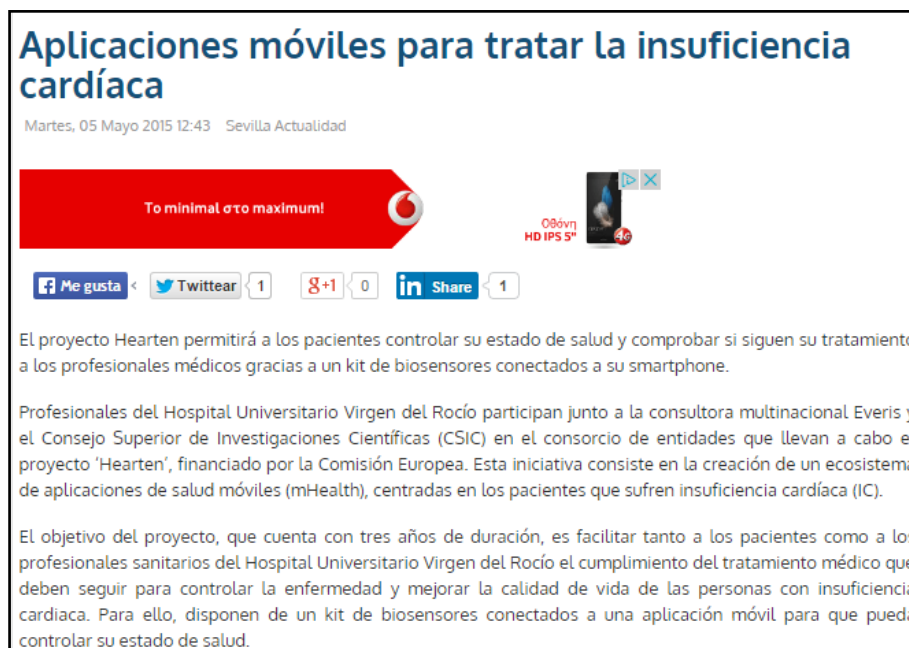 Aplicaciones móviles para tratar la insuficiencia
cardíaca
Martes, 05 Mayo 2015 12:43 Sevilla Actualidad
To minimal στο maximum!
Οθόνη
HD IPS 5"
4G
Me gusta
Twittear 1
g+1 0
in Share 1
El proyecto Hearten permitirá a los pacientes controlar su estado de salud y comprobar si siguen su tratamiento
a los profesionales médicos gracias a un kit de biosensores conectados a su smartphone.
Profesionales del Hospital Universitario Virgen del Rocío participan junto a la consultora multinacional Everis y
el Consejo Superior de Investigaciones Científicas (CSIC) en el consorcio de entidades que llevan a cabo el
proyecto ‘Hearten’, financiado por la Comisión Europea. Esta iniciativa consiste en la creación de un ecosistema
de aplicaciones de salud móviles (mHealth), centradas en los pacientes que sufren insuficiencia cardíaca (IC).
El objetivo del proyecto, que cuenta con tres años de duración, es facilitar tanto a los pacientes como a los
profesionales sanitarios del Hospital Universitario Virgen del Rocío el cumplimiento del tratamiento médico que
deben seguir para controlar la enfermedad y mejorar la calidad de vida de las personas con insuficiencia
cardiaca. Para ello, disponen de un kit de biosensores conectados a una aplicación móvil para que pueda
controlar su estado de salud.